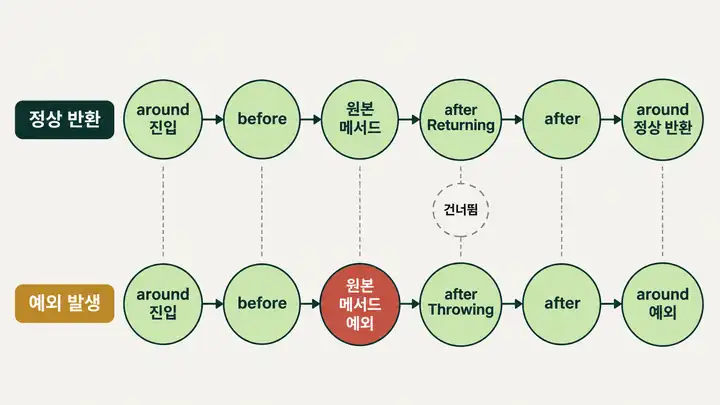 정상 반환
around
진입
before
원본
메서드
after
Returning
after
around
정상 반환
건너뜀
예외 발생
around
진입
before
원본
메서드
예외
after
Throwing
after
around
예외